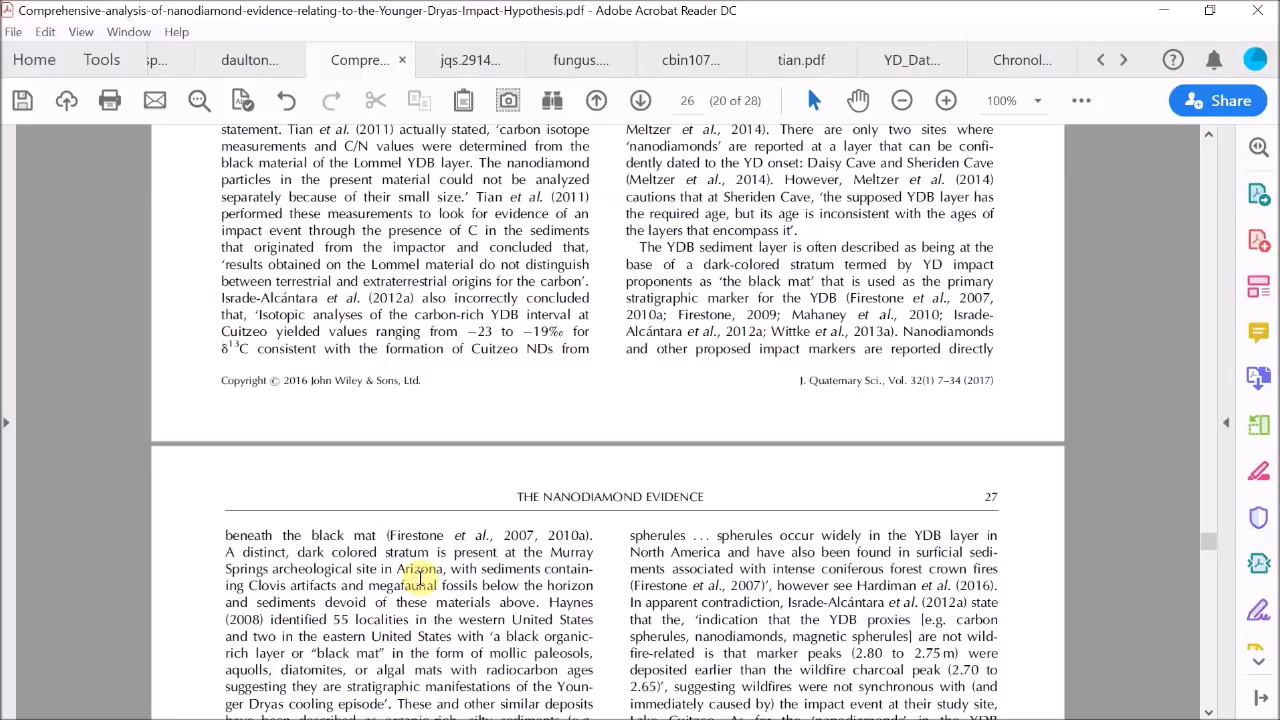 Comprehensive-analysis-of-nanodiamond-evidence-relating-to-the-Younger-Dryas-Impact-Hypothesis.pdf - Adobe Acrobat Reader DC
File Edit View Window Help
Home Tools sp... daulton... Compre... × jqs.2914... fungus.... cbin107... tian.pdf YD_Dat... Chronol...
26 (20 of 28) 100% Share
statement. Tian et al. (2011) actually stated, 'carbon isotope
measurements and C/N values were determined from the
black material of the Lommel YDB layer. The nanodiamond
particles in the present material could not be analyzed
separately because of their small size.' Tian et al. (2011)
performed these measurements to look for evidence of an
impact event through the presence of C in the sediments
that originated from the impactor and concluded that,
'results obtained on the Lommel material do not distinguish
between terrestrial and extraterrestrial origins for the carbon'.
Israde-Alcántara et al. (2012a) also incorrectly concluded
that, 'Isotopic analyses of the carbon-rich YDB interval at
Cuitzeo yielded values ranging from −23 to −19‰ for
δ13C consistent with the formation of Cuitzeo NDs from
Meltzer et al., 2014). There are only two sites where
'nanodiamonds' are reported at a layer that can be confi-
dently dated to the YD onset: Daisy Cave and Sheriden Cave
(Meltzer et al., 2014). However, Meltzer et al. (2014)
cautions that at Sheriden Cave, 'the supposed YDB layer has
the required age, but its age is inconsistent with the ages of
the layers that encompass it'.
The YDB sediment layer is often described as being at the
base of a dark-colored stratum termed by YD impact
proponents as 'the black mat' that is used as the primary
stratigraphic marker for the YDB (Firestone et al., 2007,
2010a; Firestone, 2009; Mahaney et al., 2010; Israde-
Alcántara et al., 2012a; Wittke et al., 2013a). Nanodiamonds
and other proposed impact markers are reported directly
Copyright © 2016 John Wiley & Sons, Ltd.
J. Quaternary Sci., Vol. 32(1) 7–34 (2017)
THE NANODIAMOND EVIDENCE
27
beneath the black mat (Firestone et al., 2007, 2010a).
A distinct, dark colored stratum is present at the Murray
Springs archeological site in Arizona, with sediments contain-
ing Clovis artifacts and megafaunal fossils below the horizon
and sediments devoid of these materials above. Haynes
(2008) identified 55 localities in the western United States
and two in the eastern United States with 'a black organic-
rich layer or "black mat" in the form of mollic paleosols,
aquolls, diatomites, or algal mats with radiocarbon ages
suggesting they are stratigraphic manifestations of the Youn-
ger Dryas cooling episode'. These and other similar deposits
have been described as organic-rich, silty sediments (e.g.
spherules ... spherules occur widely in the YDB layer in
North America and have also been found in surficial sedi-
ments associated with intense coniferous forest crown fires
(Firestone et al., 2007)', however see Hardiman et al. (2016).
In apparent contradiction, Israde-Alcántara et al. (2012a) state
that the, 'indication that the YDB proxies [e.g. carbon
spherules, nanodiamonds, magnetic spherules] are not wild-
fire-related is that marker peaks (2.80 to 2.75 m) were
deposited earlier than the wildfire charcoal peak (2.70 to
2.65)', suggesting wildfires were not synchronous with (and
immediately caused by) the impact event at their study site,
Lake Cuitzeo. As for the 'nanodiamonds' in the YDB